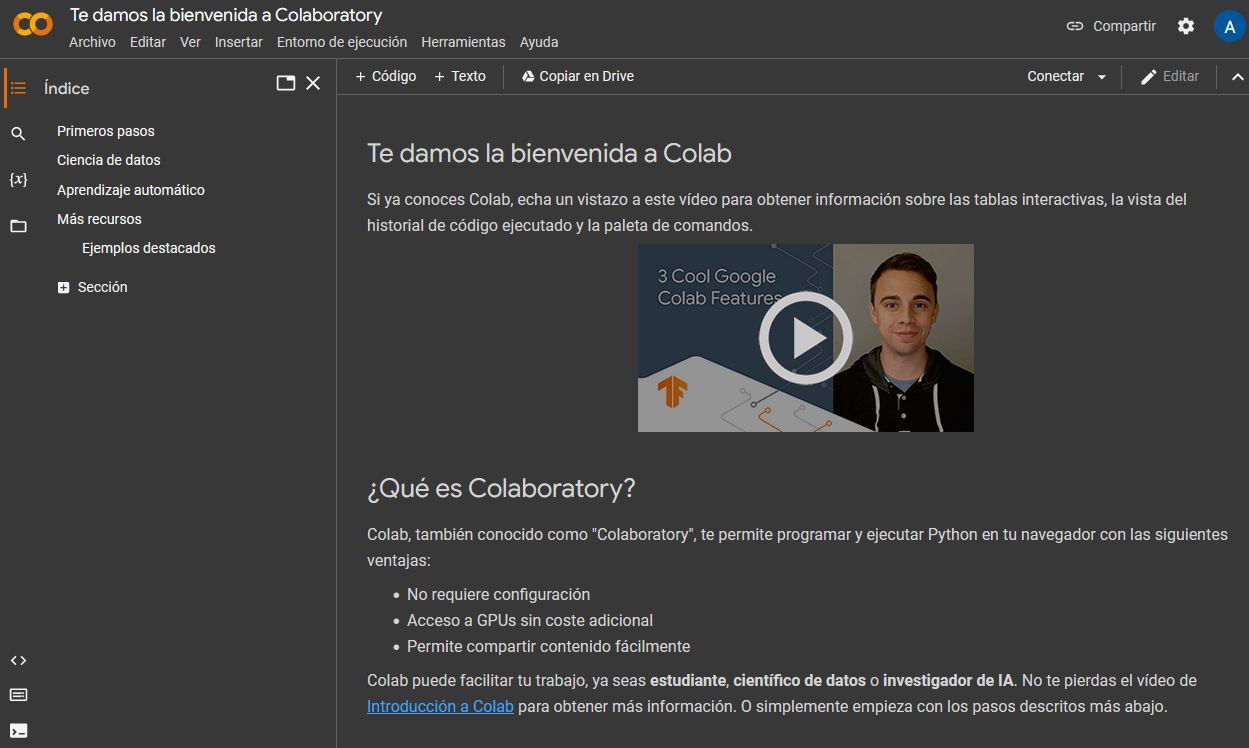 Te damos la bienvenida a Colaboratory
Archivo Editar Ver Insertar Entorno de ejecución Herramientas Ayuda
Compartir
A
Índice
+ Código + Texto Copiar en Drive
Conectar
Editar
Primeros pasos
Ciencia de datos
Aprendizaje automático
Más recursos
Ejemplos destacados
Sección
{x}
Te damos la bienvenida a Colab
Si ya conoces Colab, echa un vistazo a este vídeo para obtener información sobre las tablas interactivas, la vista del
historial de código ejecutado y la paleta de comandos.
3 Cool Google
Colab Features
¿Qué es Colaboratory?
Colab, también conocido como "Colaboratory", te permite programar y ejecutar Python en tu navegador con las siguientes
ventajas:
• No requiere configuración
• Acceso a GPUs sin coste adicional
• Permite compartir contenido fácilmente
Colab puede facilitar tu trabajo, ya seas estudiante, científico de datos o investigador de IA. No te pierdas el vídeo de
Introducción a Colab para obtener más información. O simplemente empieza con los pasos descritos más abajo.